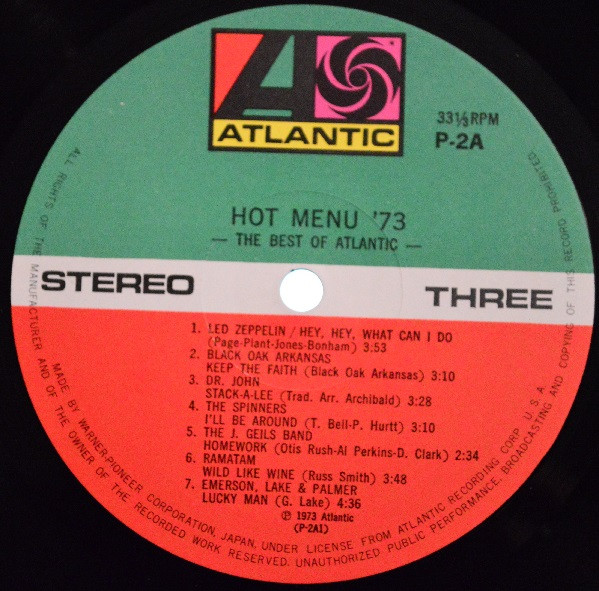 ATLANTIC
33⅓RPM
P-2A
HOT MENU '73
— THE BEST OF ATLANTIC —
STEREO
THREE
1. LED ZEPPELIN / HEY, HEY, WHAT CAN I DO
(Page-Plant-Jones-Bonham) 3:53
2. BLACK OAK ARKANSAS
KEEP THE FAITH (Black Oak Arkansas) 3:10
3. DR. JOHN
STACK-A-LEE (Trad. Arr. Archibald) 3:28
4. THE SPINNERS
I'LL BE AROUND (T. Bell-P. Hurtt) 3:10
5. THE J. GEILS BAND
HOMEWORK (Otis Rush-Al Perkins-D. Clark) 2:34
6. RAMATAM
WILD LIKE WINE (Russ Smith) 3:48
7. EMERSON, LAKE & PALMER
LUCKY MAN (G. Lake) 4:36
℗ 1973 Atlantic
(P-2A1)
MADE BY WARNER-PIONEER CORPORATION, JAPAN, UNDER LICENSE FROM ATLANTIC RECORDING CORP. U.S.A.
ALL RIGHTS OF THE MANUFACTURER AND OF THE OWNER OF THE RECORDED WORK RESERVED. UNAUTHORIZED PUBLIC PERFORMANCE, BROADCASTING AND COPYING OF THIS RECORD PROHIBITED.